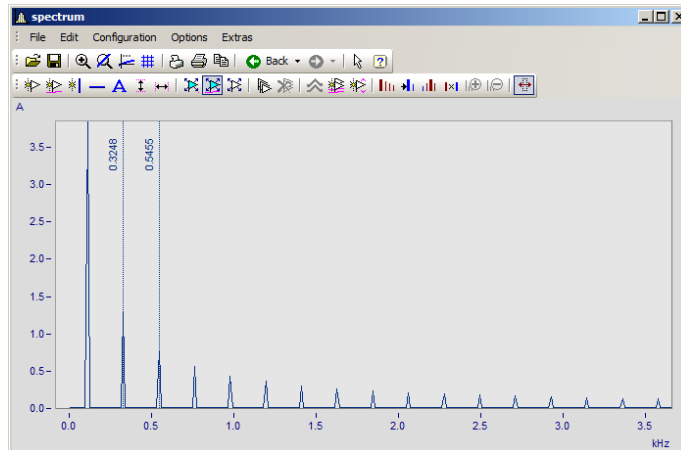 spectrum
File Edit Configuration Options Extras
Back
A
A
0.3248
0.5455
3.5
3.0
2.5
2.0
1.5
1.0
0.5
0.0
0.0 0.5 1.0 1.5 2.0 2.5 3.0 3.5
kHz